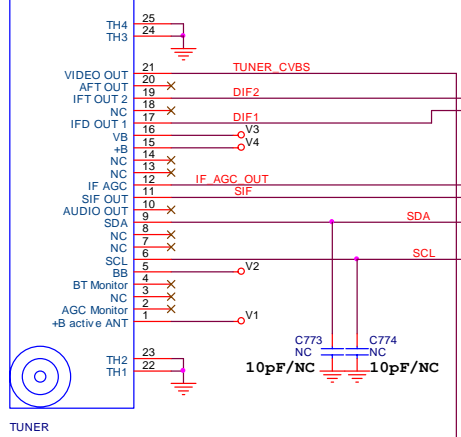 TH4 25
TH3 24
VIDEO OUT 21 TUNER_CVBS
AFT OUT 20
IFT OUT 2 19 DIF2
NC 18
IFD OUT 1 17 DIF1
VB 16 V3
+B 15 V4
NC 14
NC 13
IF AGC 12 IF_AGC_OUT
SIF OUT 11 SIF
AUDIO OUT 10
SDA 9 SDA
NC 8
NC 7
SCL 6 SCL
BB 5 V2
BT Monitor 4
NC 3
AGC Monitor 2
+B active ANT 1 V1
C773 C774
NC NC
10pF/NC 10pF/NC
TH2 23
TH1 22
TUNER